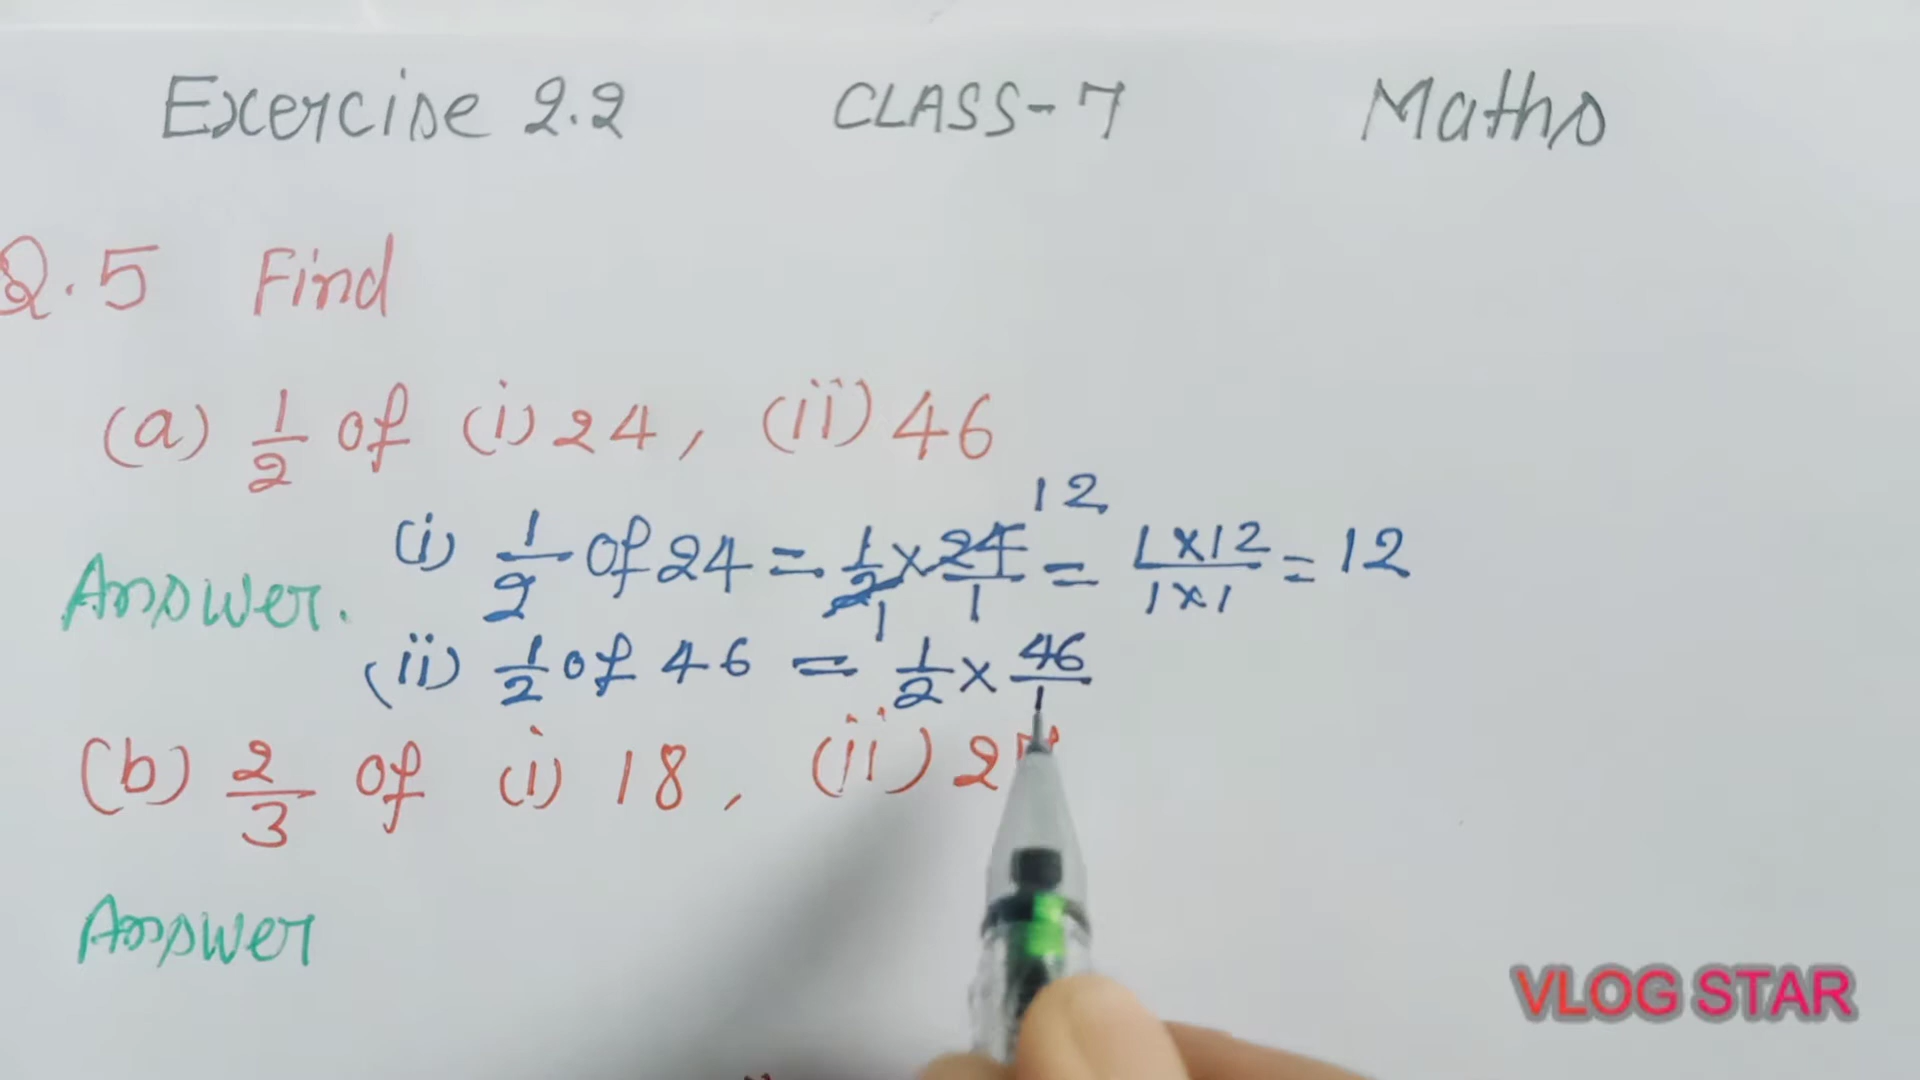 Exercise 2.2 CLASS-7 Maths
Q.5 Find
(a) 1/2 of (i) 24, (ii) 46
Answer. (i) 1/2 of 24 = 1/2 1 × 24/1 12 = 1×12/1×1 = 12
(ii) 1/2 of 46 = 1/2 × 46/1
(b) 2/3 of (i) 18, (ii) 2
Answer
VLOG STAR